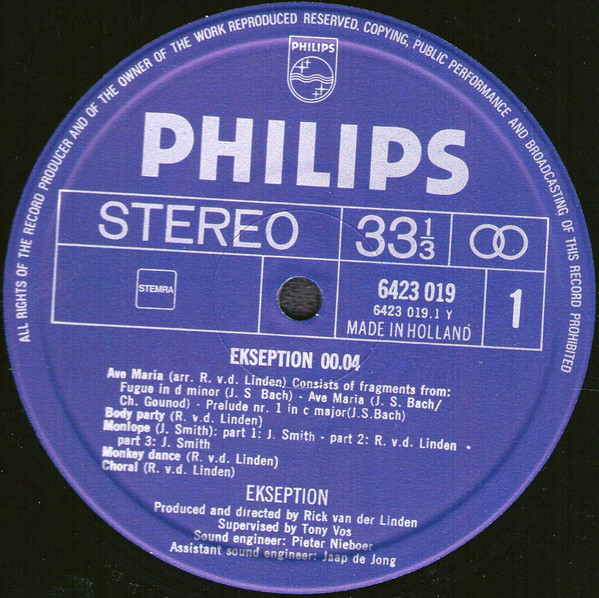 ALL RIGHTS OF THE RECORD PRODUCER AND OF THE OWNER OF THE WORK REPRODUCED RESERVED. COPYING, PUBLIC PERFORMANCE AND BROADCASTING OF THIS RECORD PROHIBITED
PHILIPS
PHILIPS
STEREO
33 1/3
STEMRA
6423 019
6423 019.1 Y
MADE IN HOLLAND
1
EKSEPTION 00.04
Ave Maria (arr. R. v.d. Linden) Consists of fragments from:
Fugue in d minor (J. S Bach) - Ave Maria (J. S. Bach/
Ch. Gounod) - Prelude nr. 1 in c major(J.S.Bach)
Body party (R. v.d. Linden)
Monlope (J. Smith): part 1: J. Smith - part 2: R. v.d. Linden -
part 3: J. Smith
Monkey dance (R. v.d. Linden)
Choral (R. v.d. Linden)
EKSEPTION
Produced and directed by Rick van der Linden
Supervised by Tony Vos
Sound engineer: Pieter Nieboer
Assistant sound engineer: Jaap de Jong